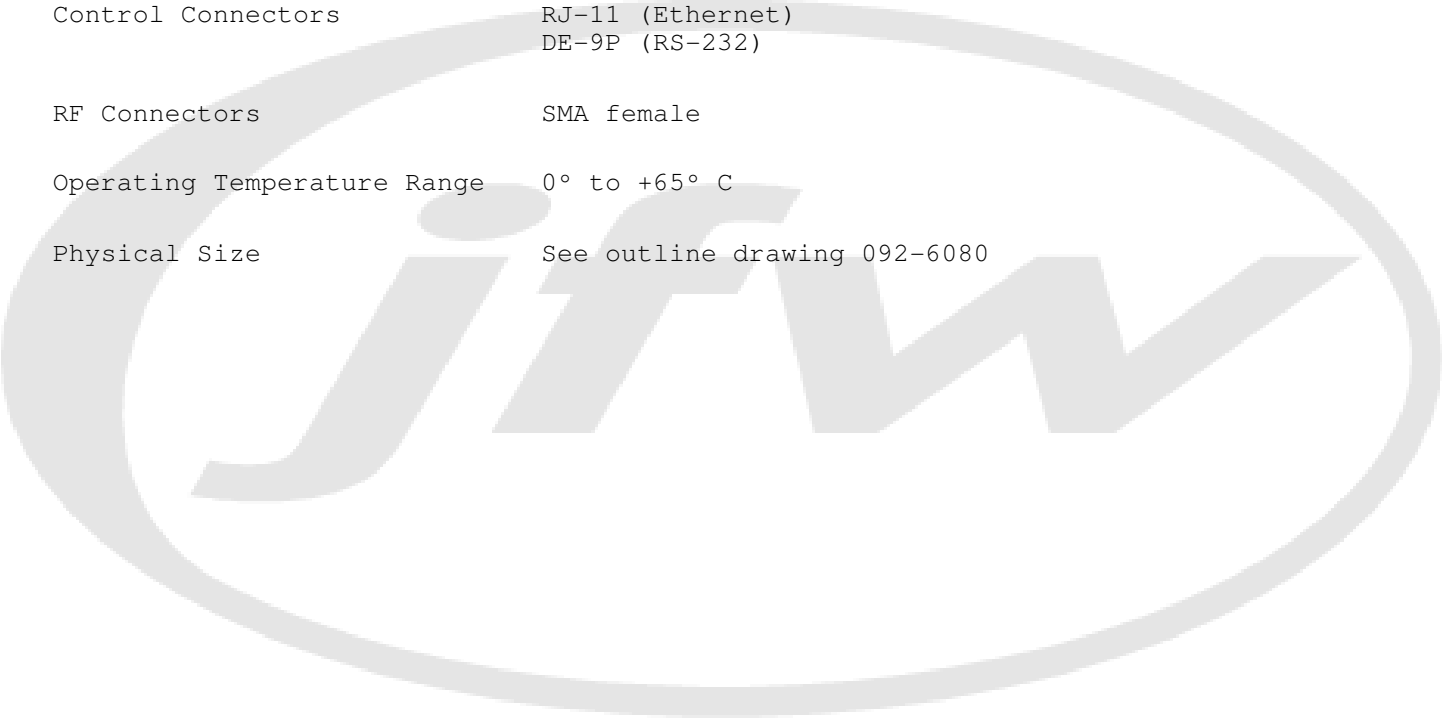 Control Connectors RJ-11 (Ethernet)
DE-9P (RS-232)
RF Connectors SMA female
Operating Temperature Range 0° to +65° C
Physical Size See outline drawing 092-6080
jfw